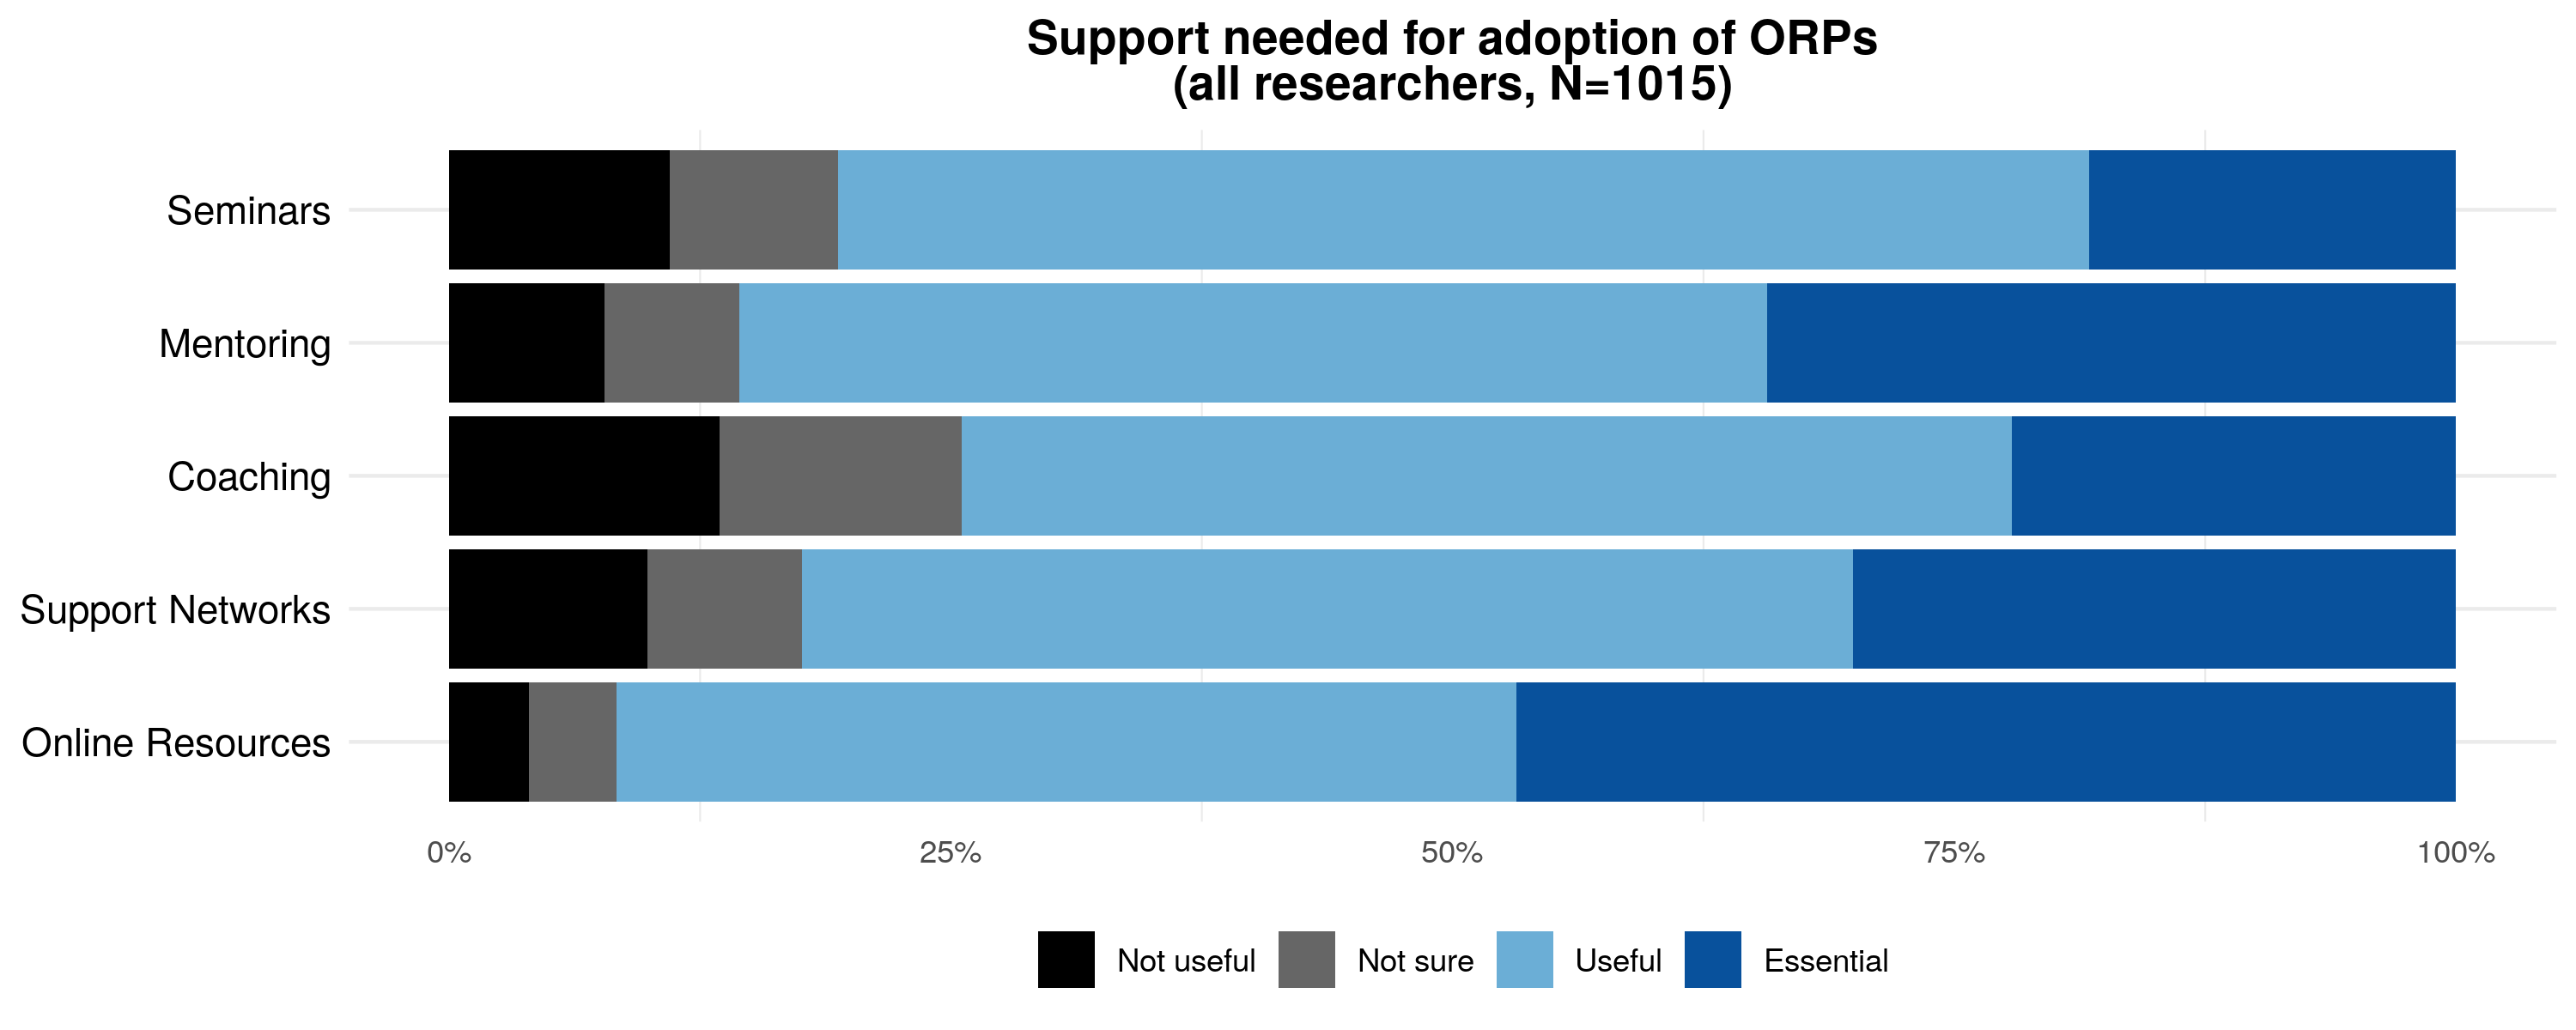 Support needed for adoption of ORPs
(all researchers, N=1015)
Seminars
Mentoring
Coaching
Support Networks
Online Resources
0% 25% 50% 75% 100%
Not useful Not sure Useful Essential